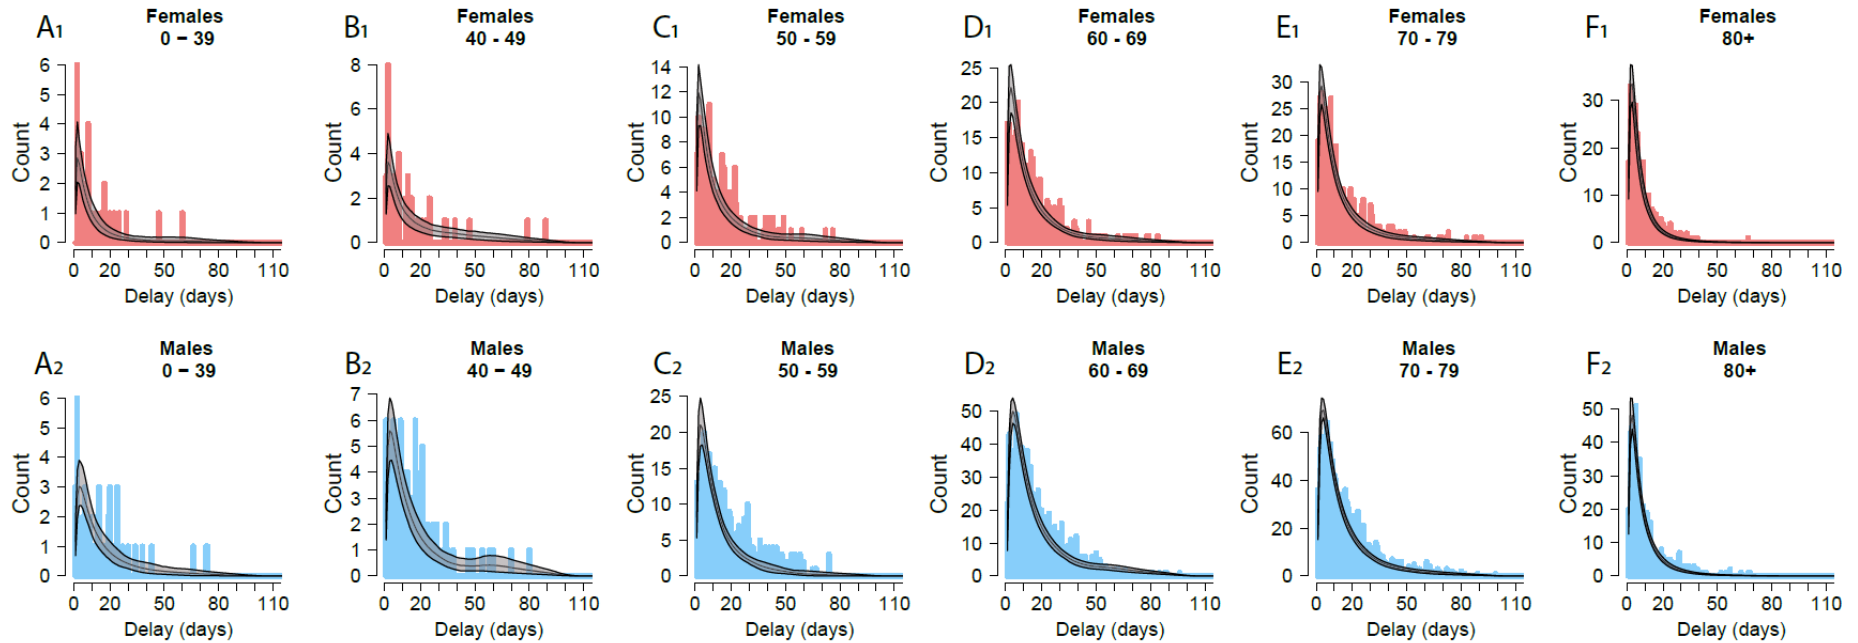 A1 Females
0 – 39
Count
6
5
4
3
2
1
0
0 20 50 80 110
Delay (days)
B1 Females
40 - 49
Count
8
6
4
2
0
0 20 50 80 110
Delay (days)
C1 Females
50 - 59
Count
14
12
10
8
6
4
2
0
0 20 50 80 110
Delay (days)
D1 Females
60 - 69
Count
25
20
15
10
5
0
0 20 50 80 110
Delay (days)
E1 Females
70 - 79
Count
30
25
20
15
10
5
0
0 20 50 80 110
Delay (days)
F1 Females
80+
Count
30
20
10
0
0 20 50 80 110
Delay (days)
A2 Males
0 – 39
Count
6
5
4
3
2
1
0
0 20 50 80 110
Delay (days)
B2 Males
40 – 49
Count
7
6
5
4
3
2
1
0
0 20 50 80 110
Delay (days)
C2 Males
50 - 59
Count
25
20
15
10
5
0
0 20 50 80 110
Delay (days)
D2 Males
60 - 69
Count
50
40
30
20
10
0
0 20 50 80 110
Delay (days)
E2 Males
70 - 79
Count
60
40
20
0
0 20 50 80 110
Delay (days)
F2 Males
80+
Count
50
40
30
20
10
0
0 20 50 80 110
Delay (days)